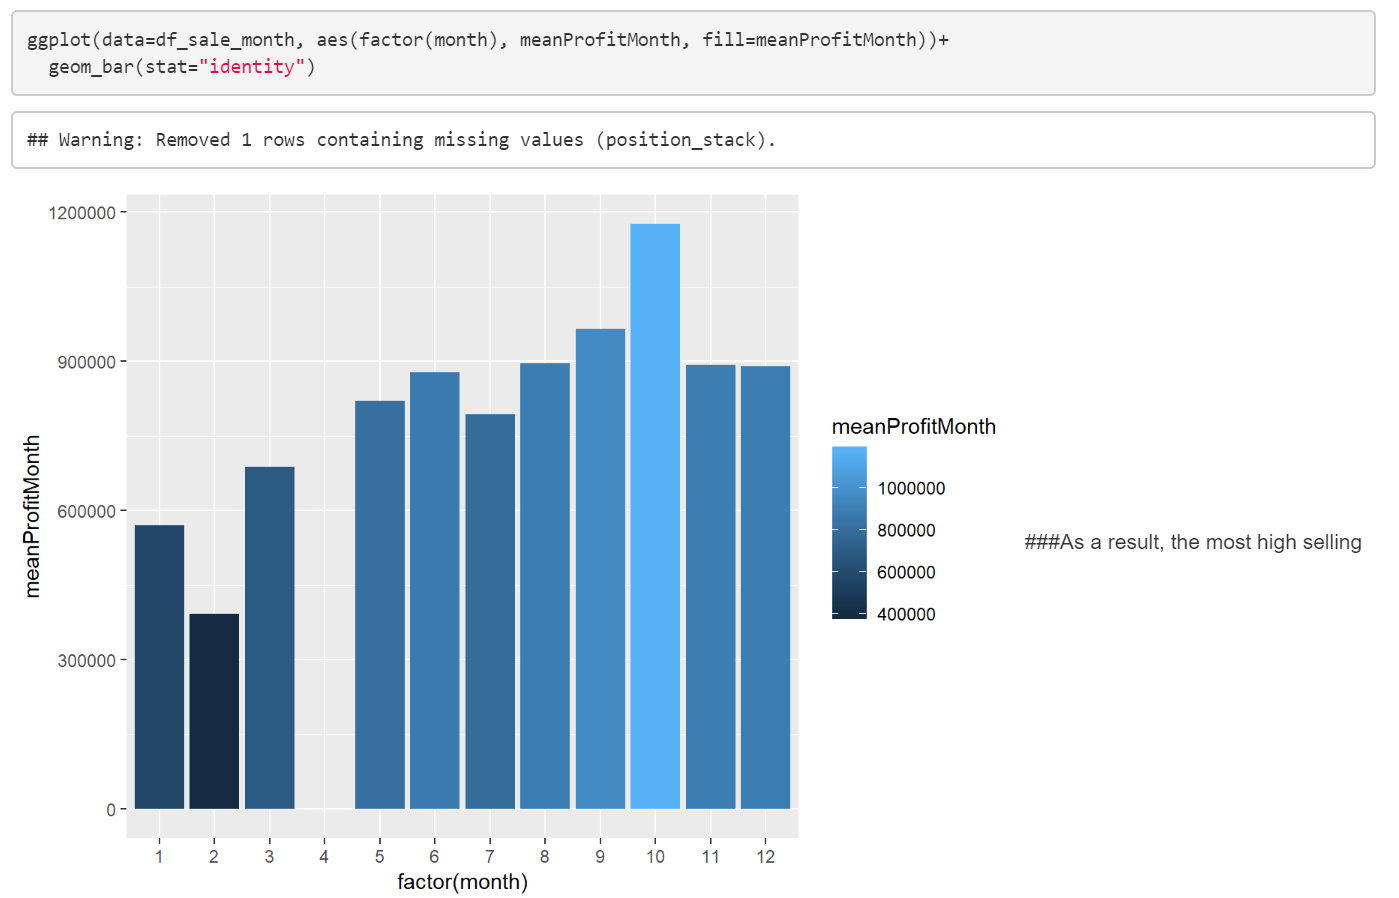 ggplot(data=df_sale_month, aes(factor(month), meanProfitMonth, fill=meanProfitMonth))+
  geom_bar(stat="identity")
## Warning: Removed 1 rows containing missing values (position_stack).
1200000
900000
600000
300000
0
meanProfitMonth
1 2 3 4 5 6 7 8 9 10 11 12
factor(month)
meanProfitMonth
1000000
800000
600000
400000
###As a result, the most high selling